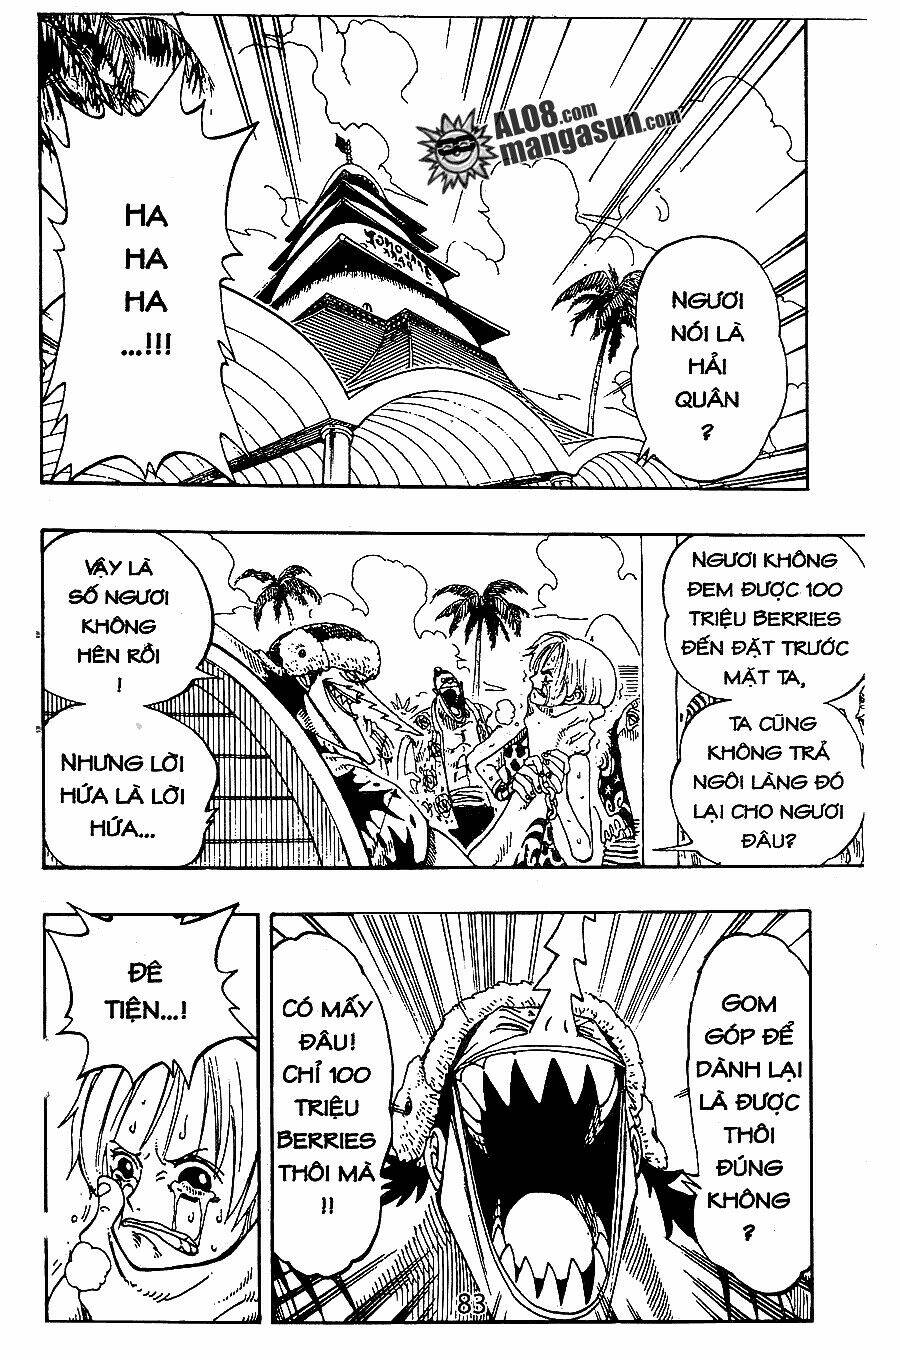 AL08.com
mangasun.com
NGƯƠI
NÓI LÀ
HẢI
QUÂN
?
HA
HA
HA
...!!!
NGƯƠI KHÔNG
ĐEM ĐƯỢC 100
TRIỆU BERRIES
ĐẾN ĐẶT TRƯỚC
MẶT TA,
TA CŨNG
KHÔNG TRẢ
NGÔI LÀNG ĐÓ
LẠI CHO NGƯƠI
ĐÂU?
VẬY LÀ
SỐ NGƯƠI
KHÔNG
HÊN RỒI
!
NHƯNG LỜI
HỨA LÀ LỜI
HỨA...
GOM
GÓP ĐỂ
DÀNH LẠI
LÀ ĐƯỢC
THÔI
ĐÚNG
KHÔNG
?
CÓ MẤY
ĐÂU!
CHỈ 100
TRIỆU
BERRIES
THÔI MÀ
!!
ĐÊ
TIỆN...!
83